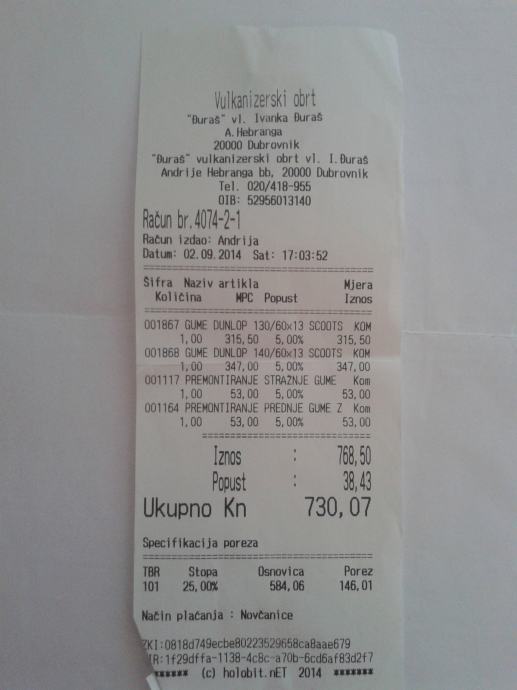 Vulkanizerski obrt
"Đuraš" vl. Ivanka Đuraš
A.Hebranga
20000 Dubrovnik
"Đuraš" vulkanizerski obrt vl. I.Đuraš
Andrije Hebranga bb, 20000 Dubrovnik
Tel. 020/418-955
OIB: 52956013140
Račun br.4074-2-1
Račun izdao: Andrija
Datum: 02.09.2014 Sat: 17:03:52
Šifra Naziv artikla Mjera
Količina MPC Popust Iznos
001867 GUME DUNLOP 130/60x13 SCOOTS KOM
1,00 315,50 5,00% 315,50
001868 GUME DUNLOP 140/60x13 SCOOTS KOM
1,00 347,00 5,00% 347,00
001117 PREMONTIRANJE STRAŽNJE GUME Kom
1,00 53,00 5,00% 53,00
001164 PREMONTIRANJE PREDNJE GUME Z Kom
1,00 53,00 5,00% 53,00
Iznos : 768,50
Popust : 38,43
Ukupno Kn 730,07
Specifikacija poreza
TBR Stopa Osnovica Porez
101 25,00% 584,06 146,01
Način plaćanja : Novčanice
ZKI:0818d749ecbe80223529658ca8aae679
IR:1f29dffa-1138-4c8c-a70b-6cd6af83d2f7
******* (c) holobit.nET 2014 *******